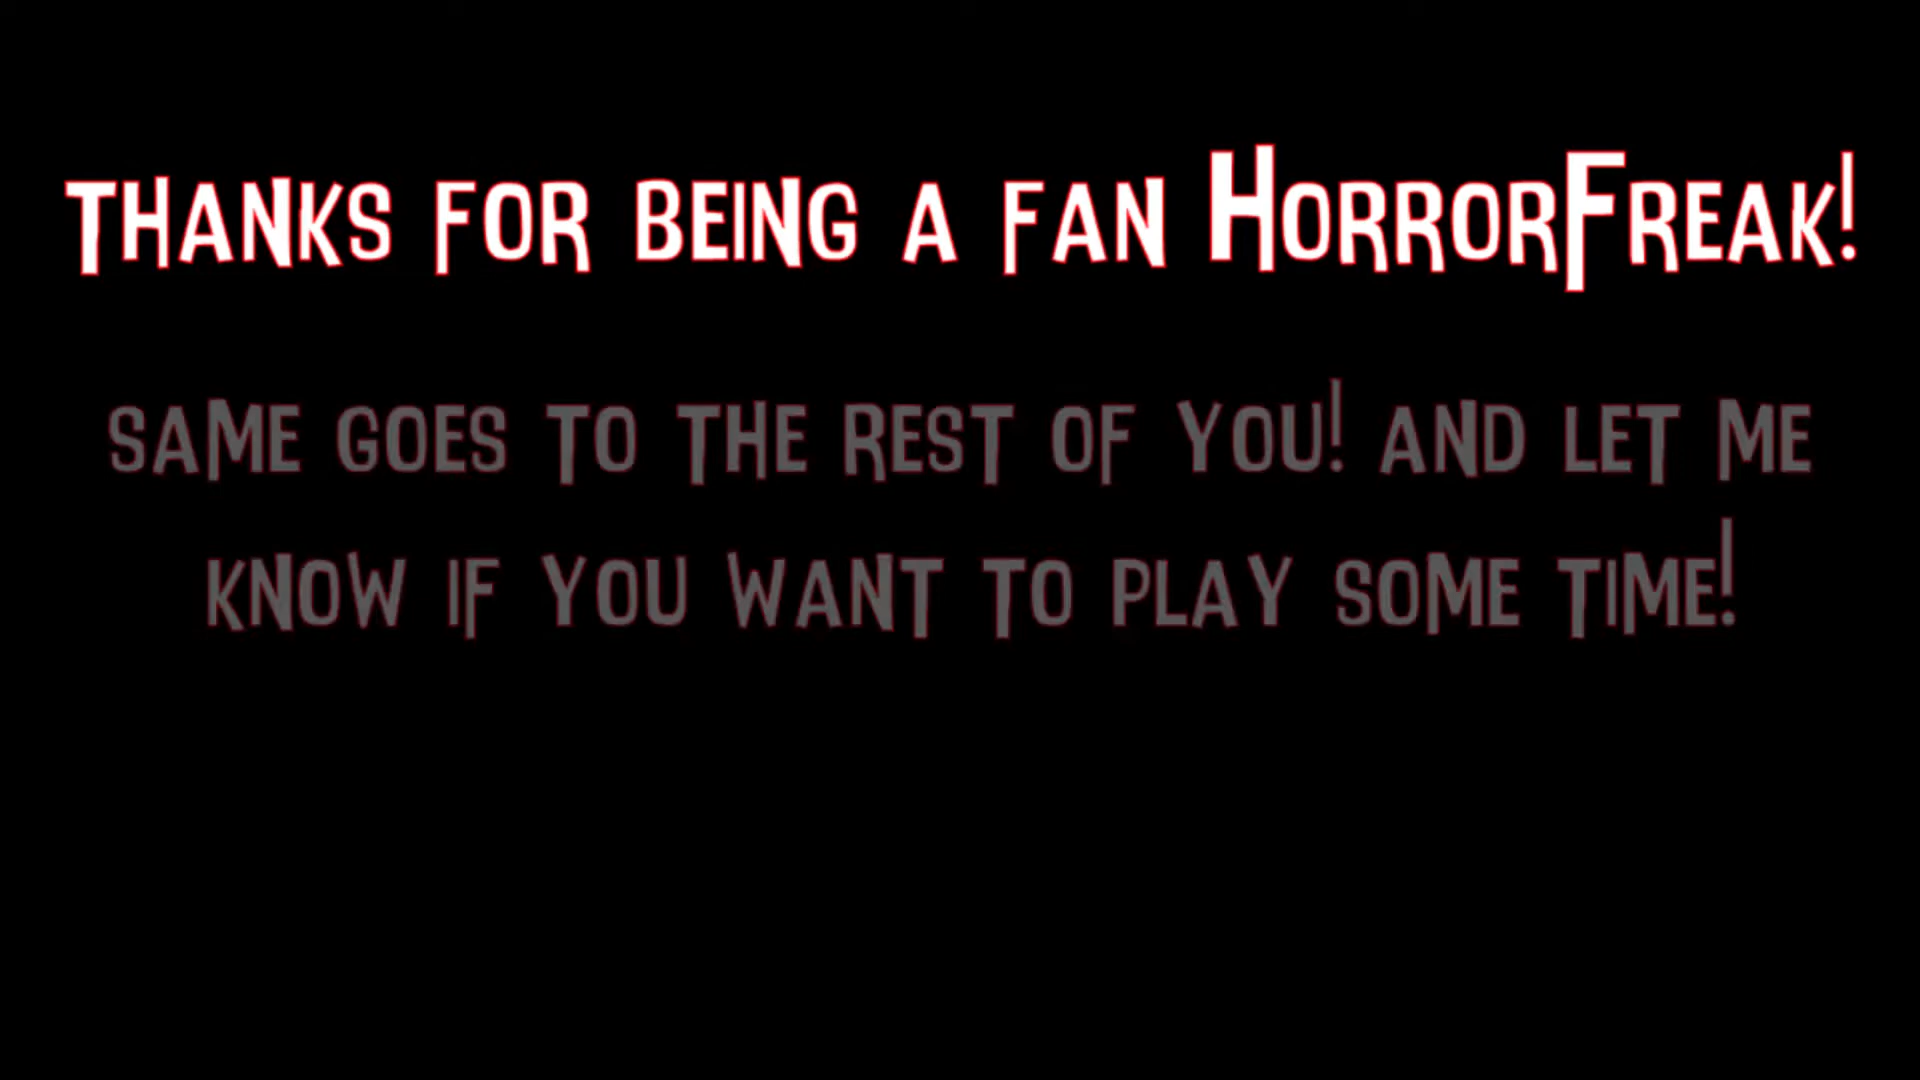 THANKS FOR BEING A FAN HORRORFREAK!
SAME GOES TO THE REST OF YOU! AND LET ME
KNOW IF YOU WANT TO PLAY SOME TIME!